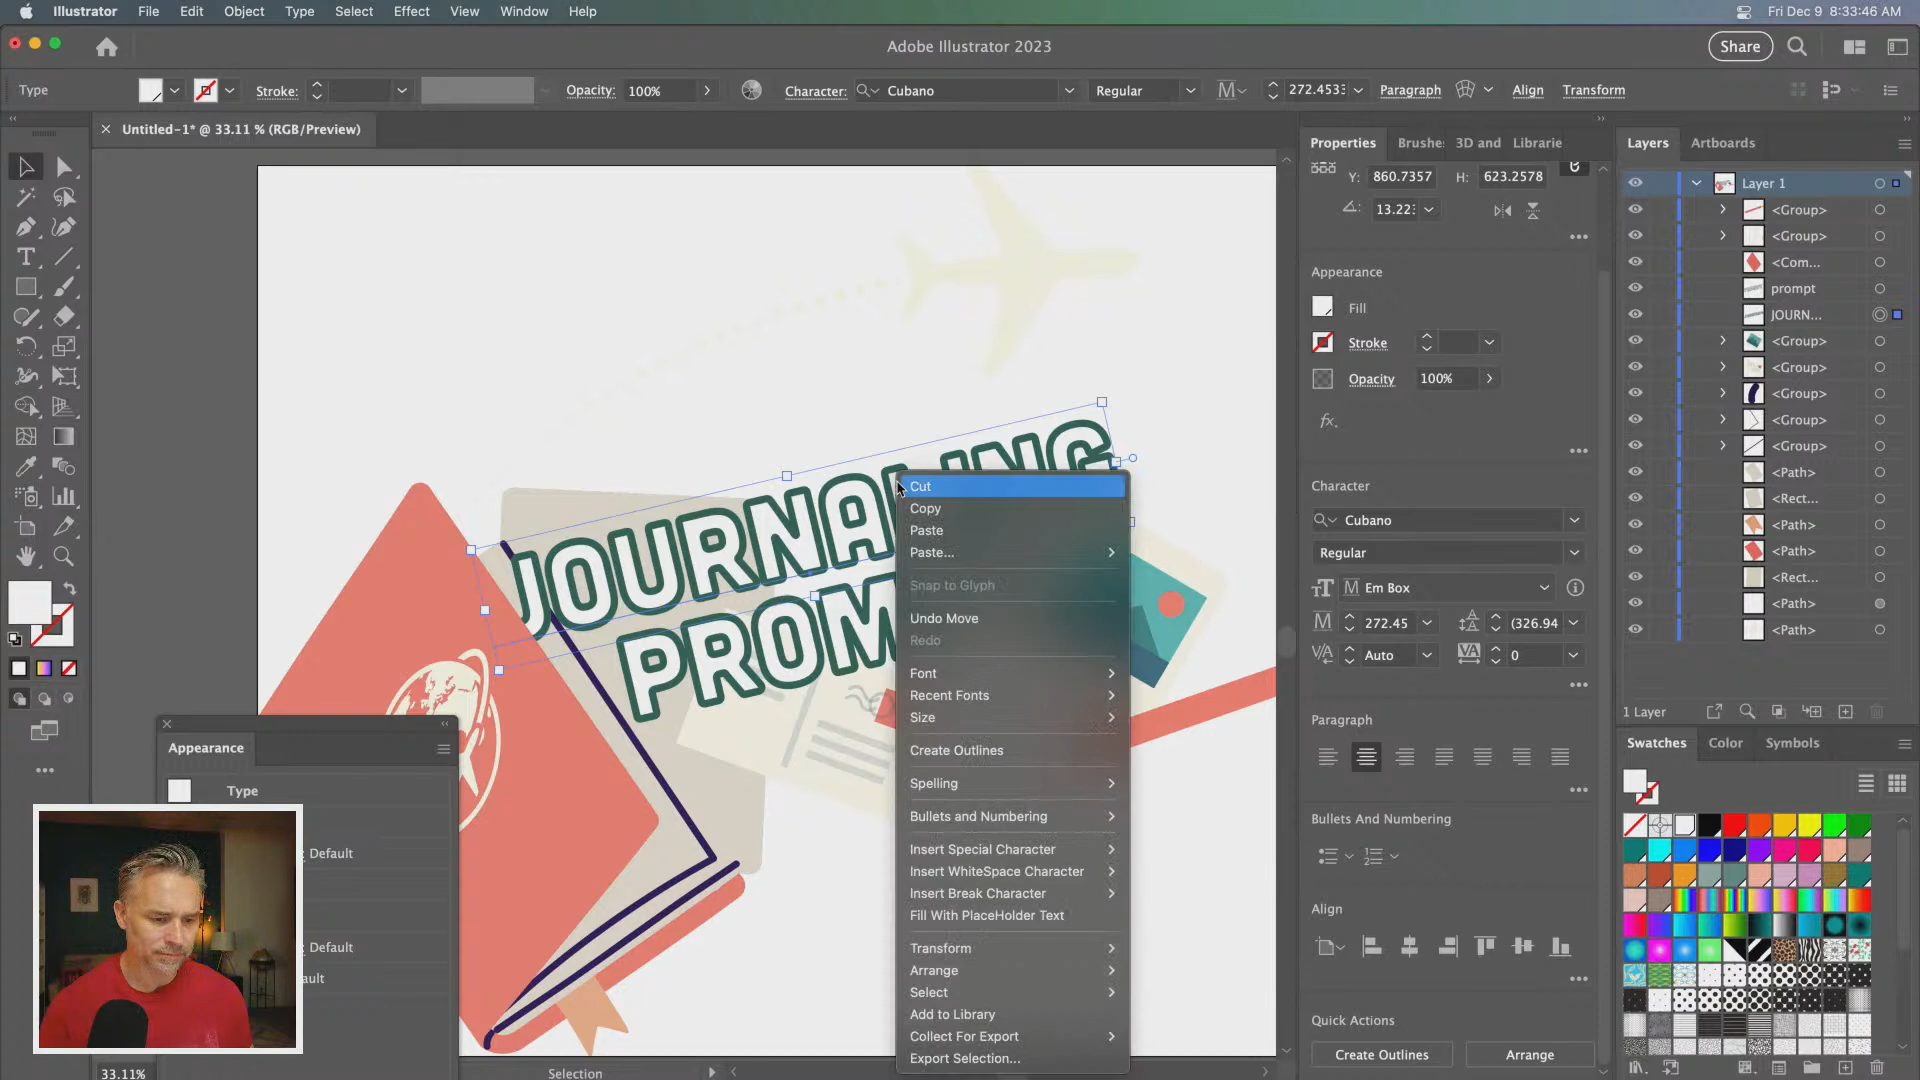 Illustrator File Edit Object Type Select Effect View Window Help
Fri Dec 9 8:33:46 AM
Adobe Illustrator 2023
Share
Type
Stroke:
Opacity: 100%
Character: Cubano
Regular
272.453
Paragraph
Align
Transform
Untitled-1* @ 33.11 % (RGB/Preview)
Properties Brushes 3D and Librarie
Layers Artboards
Y: 860.7357 H: 623.2578
13.22
Layer 1
<Group>
<Group>
<Com...
prompt
JOURN...
<Group>
<Group>
<Group>
<Group>
<Group>
<Path>
<Rect...
<Path>
<Path>
<Rect...
<Path>
<Path>
Appearance
Fill
Stroke
Opacity 100%
fx.
Character
Cubano
Regular
Em Box
272.45 (326.94
Auto 0
Paragraph
Bullets And Numbering
Align
Quick Actions
Create Outlines Arrange
1 Layer
Swatches Color Symbols
JOURNALING
PROM
Cut
Copy
Paste
Paste...
Snap to Glyph
Undo Move
Redo
Font
Recent Fonts
Size
Create Outlines
Spelling
Bullets and Numbering
Insert Special Character
Insert WhiteSpace Character
Insert Break Character
Fill With PlaceHolder Text
Transform
Arrange
Select
Add to Library
Collect For Export
Export Selection...
Appearance
Type
Default
Default
ault
33.11%
Selection